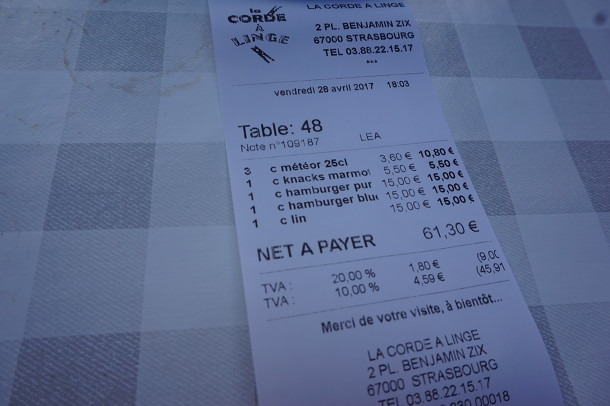 la
CORDE
À
LINGE
LA CORDE A LINGE
2 PL. BENJAMIN ZIX
67000 STRASBOURG
TEL 03.88.22.15.17
***
vendredi 28 avril 2017 18:03
Table: 48
Note n°109187 LEA
3 c météor 25cl 3,60 € 10,80 €
1 c knacks marmot 5,50 € 5,50 €
1 c hamburger pur 15,00 € 15,00 €
1 c hamburger blue 15,00 € 15,00 €
1 c lin 15,00 € 15,00 €
NET A PAYER 61,30 €
TVA : 20,00 % 1,80 € (9,00
TVA : 10,00 % 4,59 € (45,91
Merci de votre visite, à bientôt...
LA CORDE A LINGE
2 PL. BENJAMIN ZIX
67000 STRASBOURG
TEL 03.88.22.15.17
030 00018